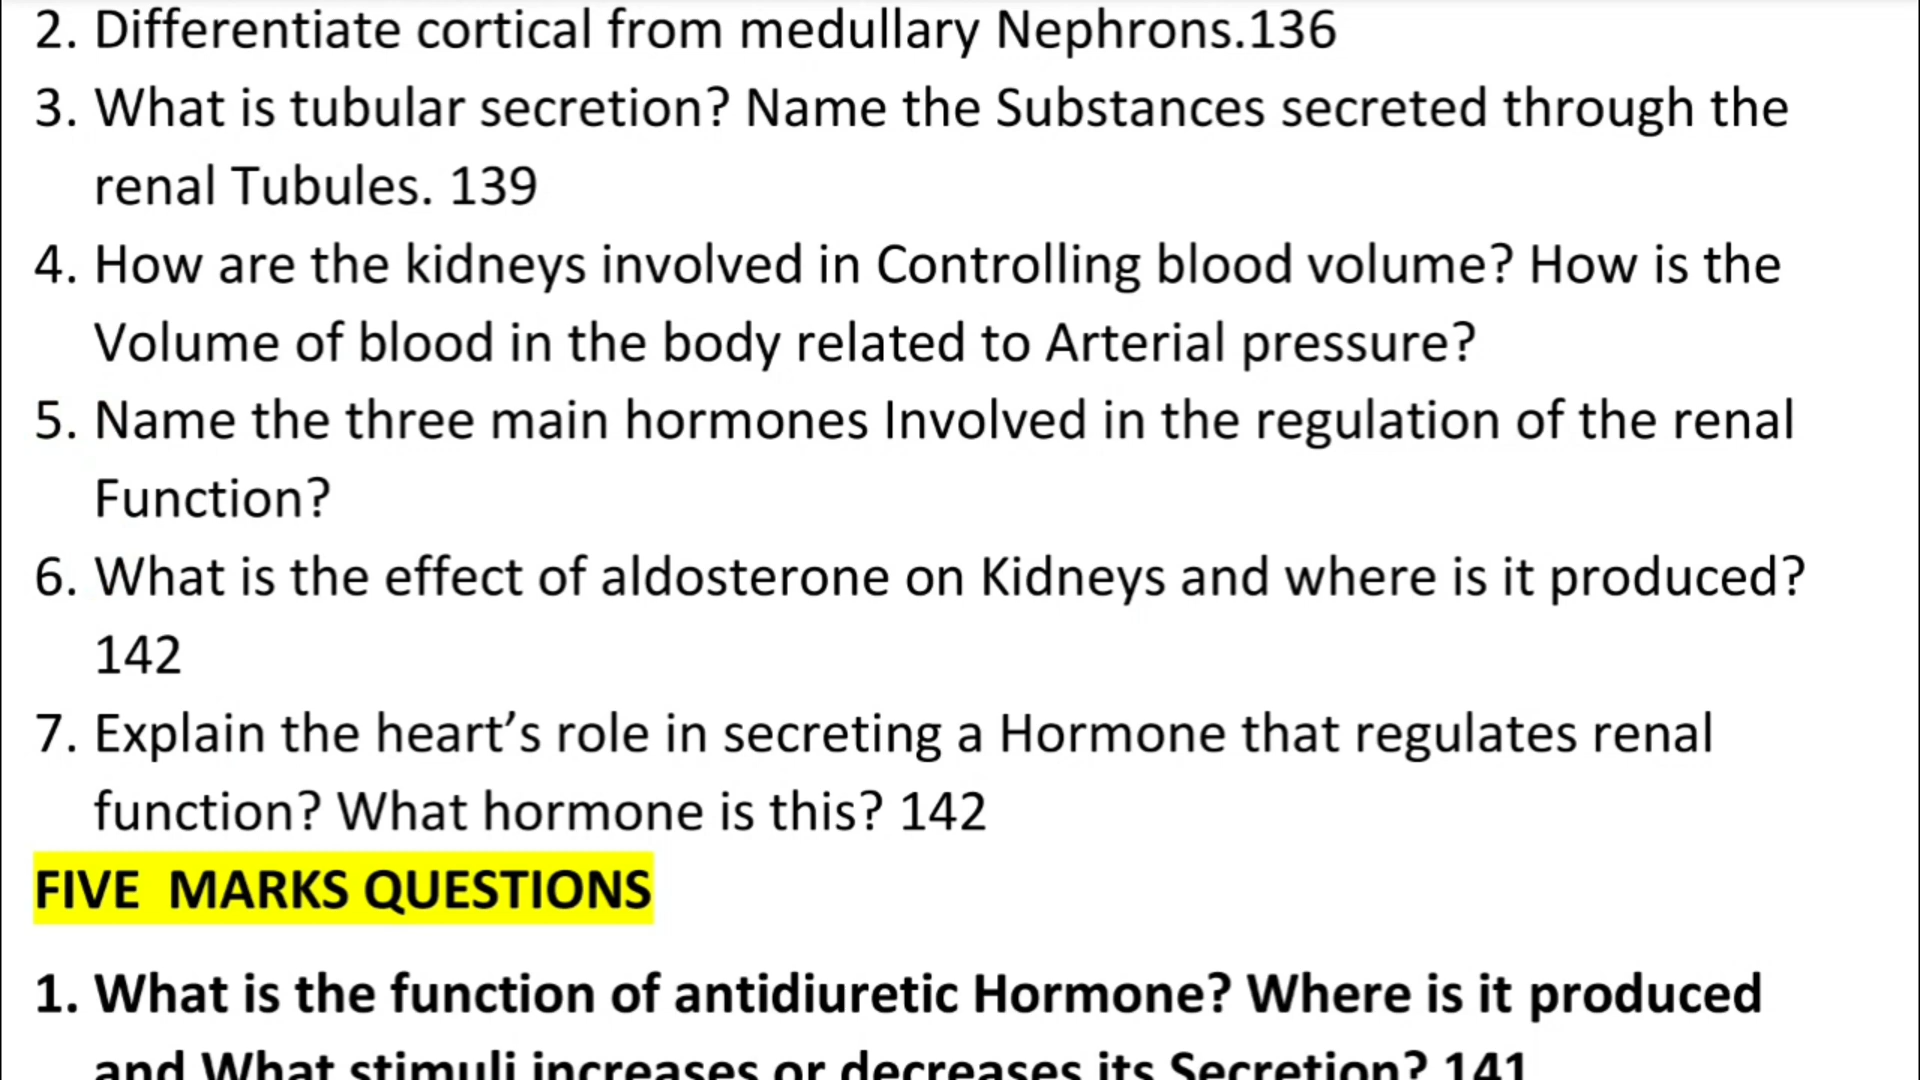 2. Differentiate cortical from medullary Nephrons.136
3. What is tubular secretion? Name the Substances secreted through the
renal Tubules. 139
4. How are the kidneys involved in Controlling blood volume? How is the
Volume of blood in the body related to Arterial pressure?
5. Name the three main hormones Involved in the regulation of the renal
Function?
6. What is the effect of aldosterone on Kidneys and where is it produced?
142
7. Explain the heart’s role in secreting a Hormone that regulates renal
function? What hormone is this? 142
FIVE  MARKS QUESTIONS
1. What is the function of antidiuretic Hormone? Where is it produced
and What stimuli increases or decreases its Secretion? 141